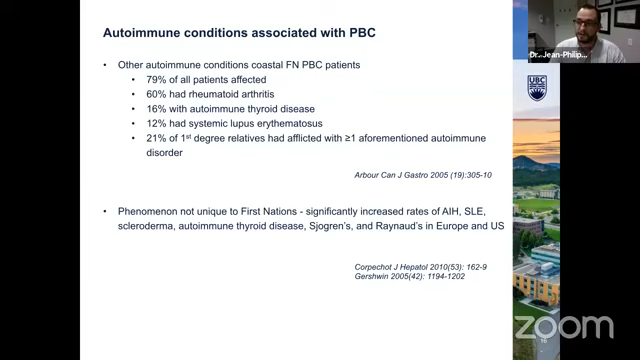 Autoimmune conditions associated with PBC
Dr. Jean-Philip...
UBC
• Other autoimmune conditions coastal FN PBC patients
• 79% of all patients affected
• 60% had rheumatoid arthritis
• 16% with autoimmune thyroid disease
• 12% had systemic lupus erythematosus
• 21% of 1st degree relatives had afflicted with ≥1 aforementioned autoimmune
disorder
Arbour Can J Gastro 2005 (19):305-10
• Phenomenon not unique to First Nations - significantly increased rates of AIH, SLE,
scleroderma, autoimmune thyroid disease, Sjogren's, and Raynaud's in Europe and US
Corpechot J Hepatol 2010(53): 162-9
Gershwin 2005(42): 1194-1202
zoom
16